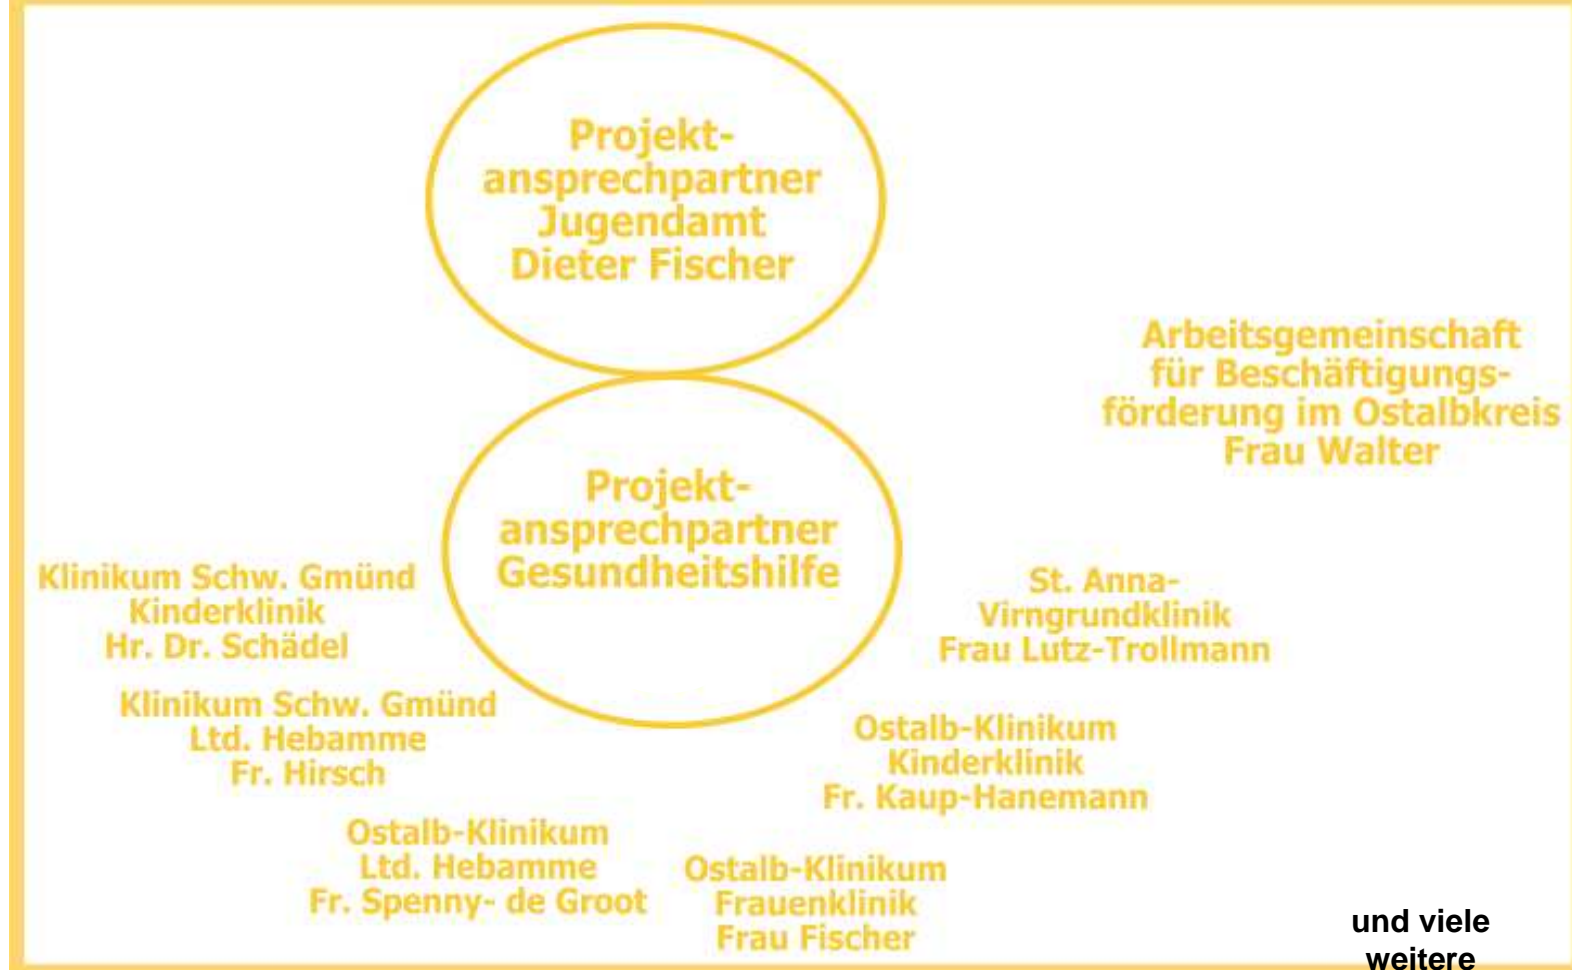 Projekt-
ansprechpartner
Jugendamt
Dieter Fischer
Arbeitsgemeinschaft
für Beschäftigungs-
förderung im Ostalbkreis
Frau Walter
Projekt-
ansprechpartner
Gesundheitshilfe
Klinikum Schw. Gmünd
Kinderklinik
Hr. Dr. Schädel
St. Anna-
Virngrundklinik
Frau Lutz-Trollmann
Klinikum Schw. Gmünd
Ltd. Hebamme
Fr. Hirsch
Ostalb-Klinikum
Kinderklinik
Fr. Kaup-Hanemann
Ostalb-Klinikum
Ltd. Hebamme
Fr. Spenny- de Groot
Ostalb-Klinikum
Frauenklinik
Frau Fischer
und viele
weitere